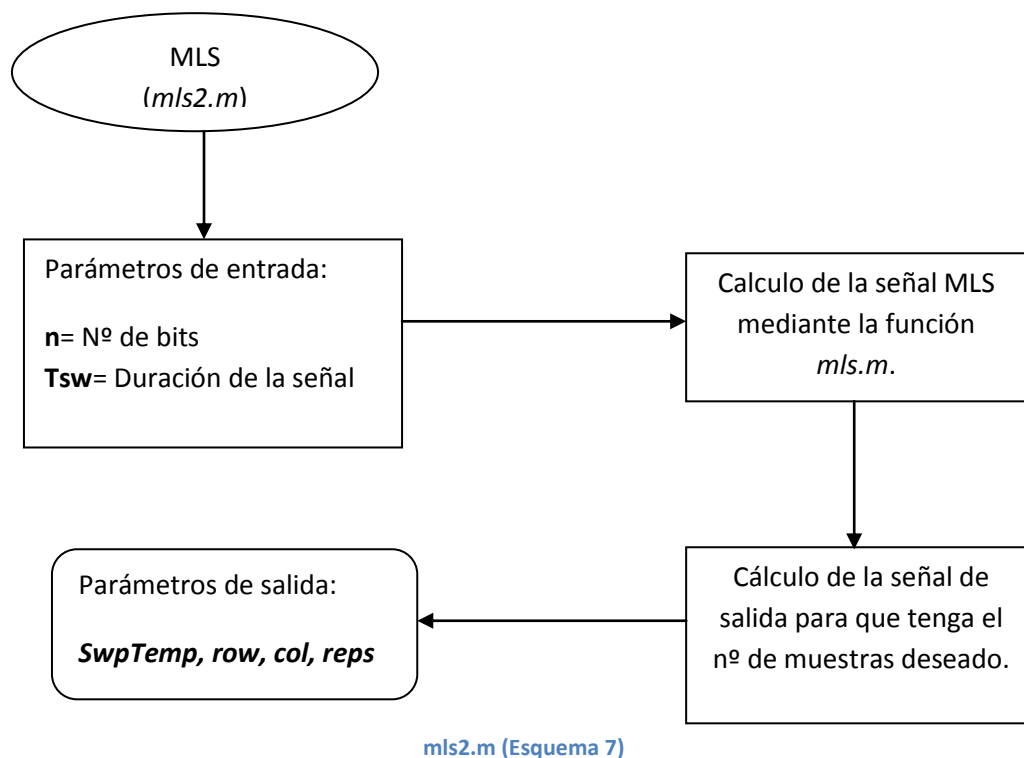 MLS
(mls2.m)
Parámetros de entrada:
n= Nº de bits
Tsw= Duración de la señal
Calculo de la señal MLS
mediante la función
mls.m.
Cálculo de la señal de
salida para que tenga el
nº de muestras deseado.
Parámetros de salida:
SwpTemp, row, col, reps
mls2.m (Esquema 7)